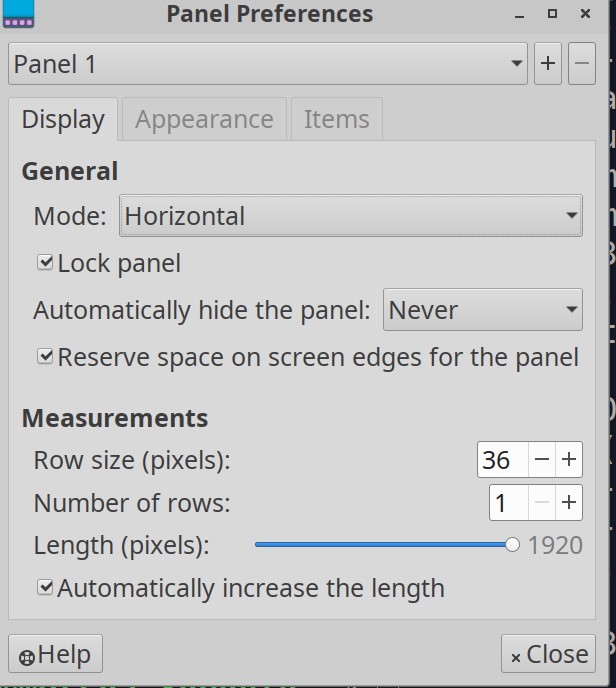 Panel Preferences
Panel 1
Display Appearance Items
General
Mode: Horizontal
Lock panel
Automatically hide the panel: Never
Reserve space on screen edges for the panel
Measurements
Row size (pixels): 36
Number of rows: 1
Length (pixels): 1920
Automatically increase the length
Help Close